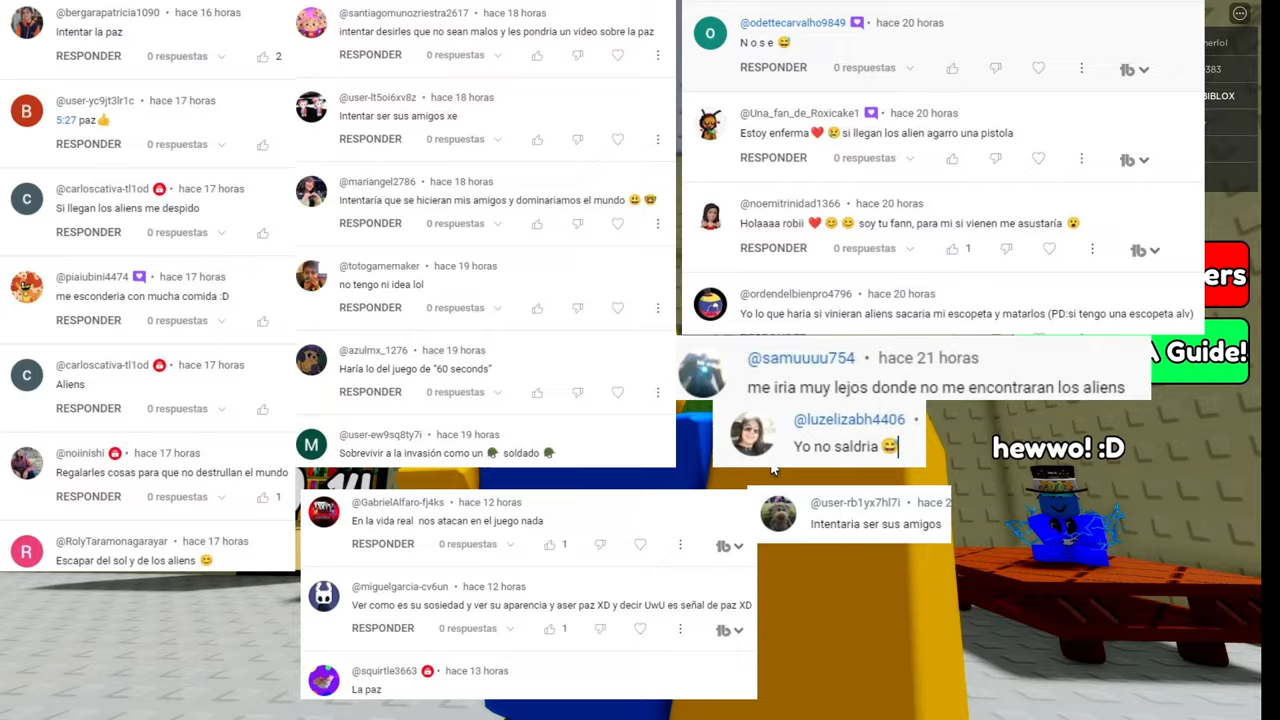 @bergarapatricia1090 • hace 16 horas
Intentar la paz
RESPONDER 0 respuestas 2
B
@user-yc9jt3lr1c • hace 17 horas
5:27 paz👍
RESPONDER 0 respuestas
C
@carloscativa-tl1od • hace 17 horas
Si llegan los aliens me despido
RESPONDER 0 respuestas
@piaiubini4474 • hace 17 horas
me esconderia con mucha comida :D
RESPONDER 0 respuestas
C
@carloscativa-tl1od • hace 17 horas
Aliens
RESPONDER 0 respuestas
@noiinishi • hace 17 horas
Regalarles cosas para que no destrullan el mundo
RESPONDER 0 respuestas 1
R
@RolyTaramonagarayar • hace 17 horas
Escapar del sol y de los aliens 😊
@santiagomunozriestra2617 • hace 18 horas
intentar desirles que no sean malos y les pondria un video sobre la paz
RESPONDER 0 respuestas
@user-lt5oi6xv8z • hace 18 horas
Intentar ser sus amigos xe
RESPONDER 0 respuestas
@mariangel2786 • hace 18 horas
Intentaría que se hicieran mis amigos y dominariamos el mundo 😃 🤓
RESPONDER 0 respuestas
@totogamemaker • hace 19 horas
no tengo ni idea lol
RESPONDER 0 respuestas
@azulmx_1276 • hace 19 horas
Haría lo del juego de "60 seconds"
RESPONDER 0 respuestas
M
@user-ew9sq8ty7i • hace 19 horas
Sobrevivir a la invasión como un 🪖 soldado 🪖
O
@odettecarvalho9849 • hace 20 horas
N o s e 😅
RESPONDER 0 respuestas
@Una_fan_de_Roxicake1 • hace 20 horas
Estoy enferma❤️ 😢 si llegan los alien agarro una pistola
RESPONDER 0 respuestas
@noemitrinidad1366 • hace 20 horas
Holaaaa robii ❤️ 😊 😊 soy tu fann, para mi si vienen me asustaría 😮
RESPONDER 0 respuestas 1
@ordendelbienpro4796 • hace 20 horas
Yo lo que haria si vinieran aliens sacaria mi escopeta y matarlos (PD:si tengo una escopeta alv)
@samuuuu754 • hace 21 horas
me iria muy lejos donde no me encontraran los aliens
@luzelizabh4406 •
Yo no saldria 😅
@GabrielAlfaro-fj4ks • hace 12 horas
En la vida real nos atacan en el juego nada
RESPONDER 0 respuestas 1
@miguelgarcia-cv6un • hace 12 horas
Ver como es su sosiedad y ver su aparencia y aser paz XD y decir UwU es señal de paz XD
RESPONDER 0 respuestas 1
@squirtle3663 • hace 13 horas
La paz
@user-rb1yx7hl7i • hace 2
Intentaria ser sus amigos
merlol
383
BIBLOX
ers
A Guide!
hewwo! :D